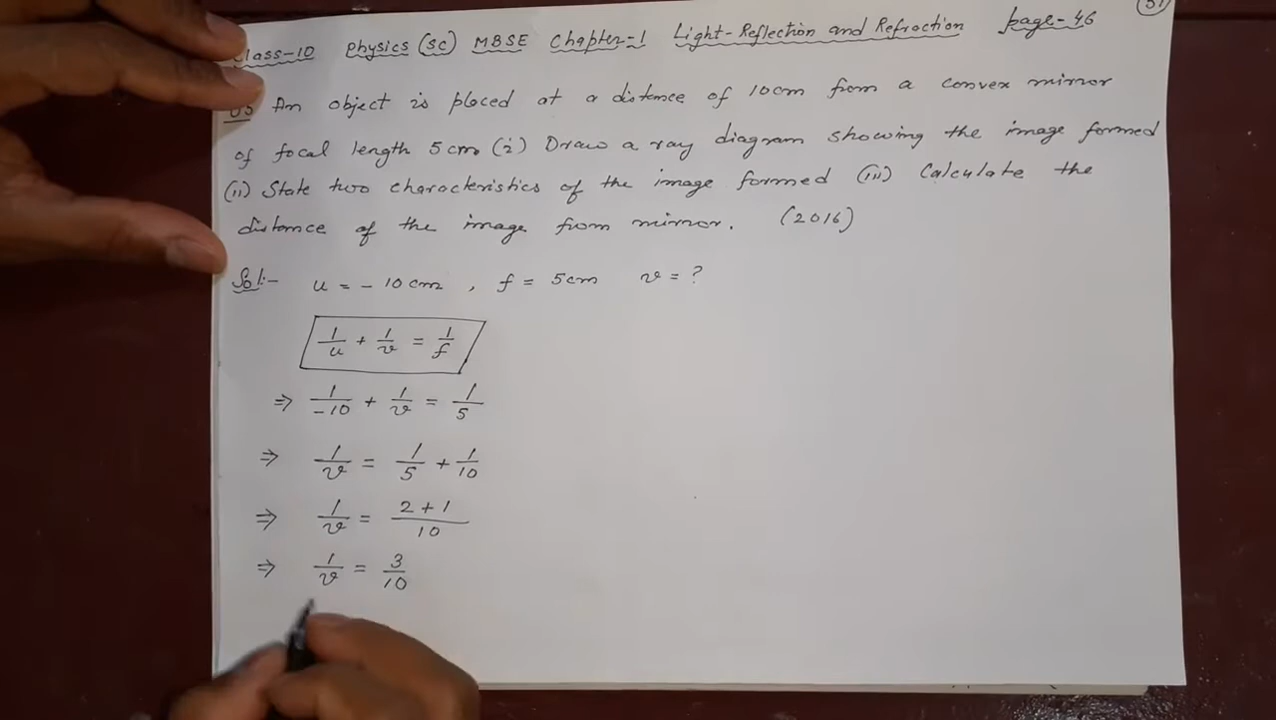 Class-10 Physics (SC) MBSE Chapter-1 Light-Reflection and Refraction page-46
An object is placed at a distance of 10cm from a convex mirror
of focal length 5cm. (i) Draw a ray diagram showing the image formed
(ii) State two characteristics of the image formed (iii) Calculate the
distance of the image from mirror. (2016)
Sol:- u = - 10 cm , f = 5cm v = ?
1/u + 1/v = 1/f
⇒ 1/-10 + 1/v = 1/5
⇒ 1/v = 1/5 + 1/10
⇒ 1/v = 2+1/10
⇒ 1/v = 3/10